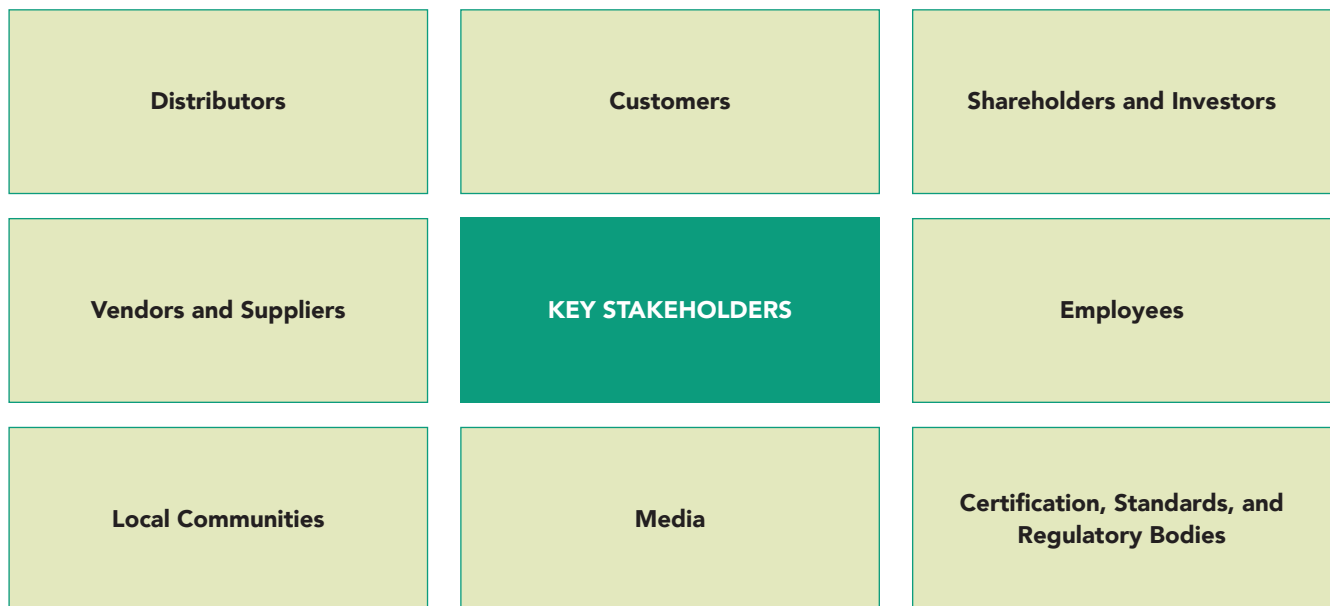 Distributors
Customers
Shareholders and Investors
Vendors and Suppliers
KEY STAKEHOLDERS
Employees
Local Communities
Media
Certification, Standards, and
Regulatory Bodies